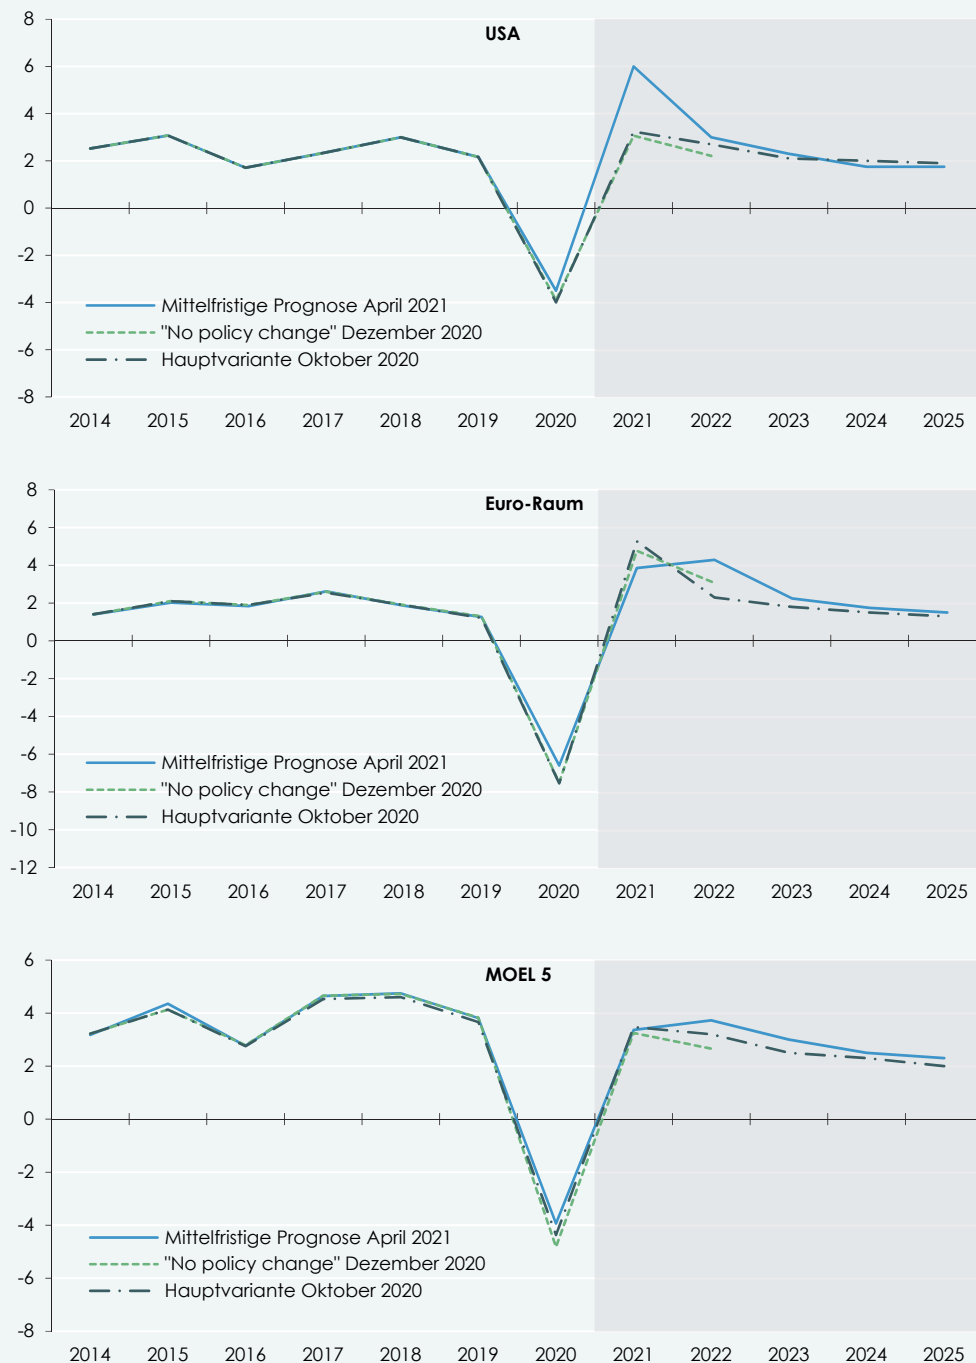 USA
8
6
4
2
0
-2
-4
-6
-8
Mittelfristige Prognose April 2021
"No policy change" Dezember 2020
Hauptvariante Oktober 2020
2014 2015 2016 2017 2018 2019 2020 2021 2022 2023 2024 2025
Euro-Raum
8
6
4
2
0
-2
-4
-6
-8
-10
-12
Mittelfristige Prognose April 2021
"No policy change" Dezember 2020
Hauptvariante Oktober 2020
2014 2015 2016 2017 2018 2019 2020 2021 2022 2023 2024 2025
MOEL 5
6
4
2
0
-2
-4
-6
-8
Mittelfristige Prognose April 2021
"No policy change" Dezember 2020
Hauptvariante Oktober 2020
2014 2015 2016 2017 2018 2019 2020 2021 2022 2023 2024 2025